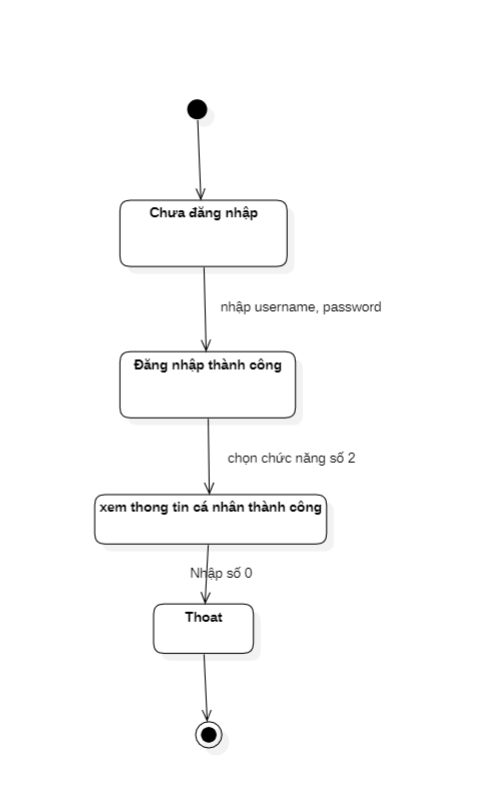 Chưa đăng nhập
nhập username, password
Đăng nhập thành công
chọn chức năng số 2
xem thong tin cá nhân thành công
Nhập số 0
Thoat